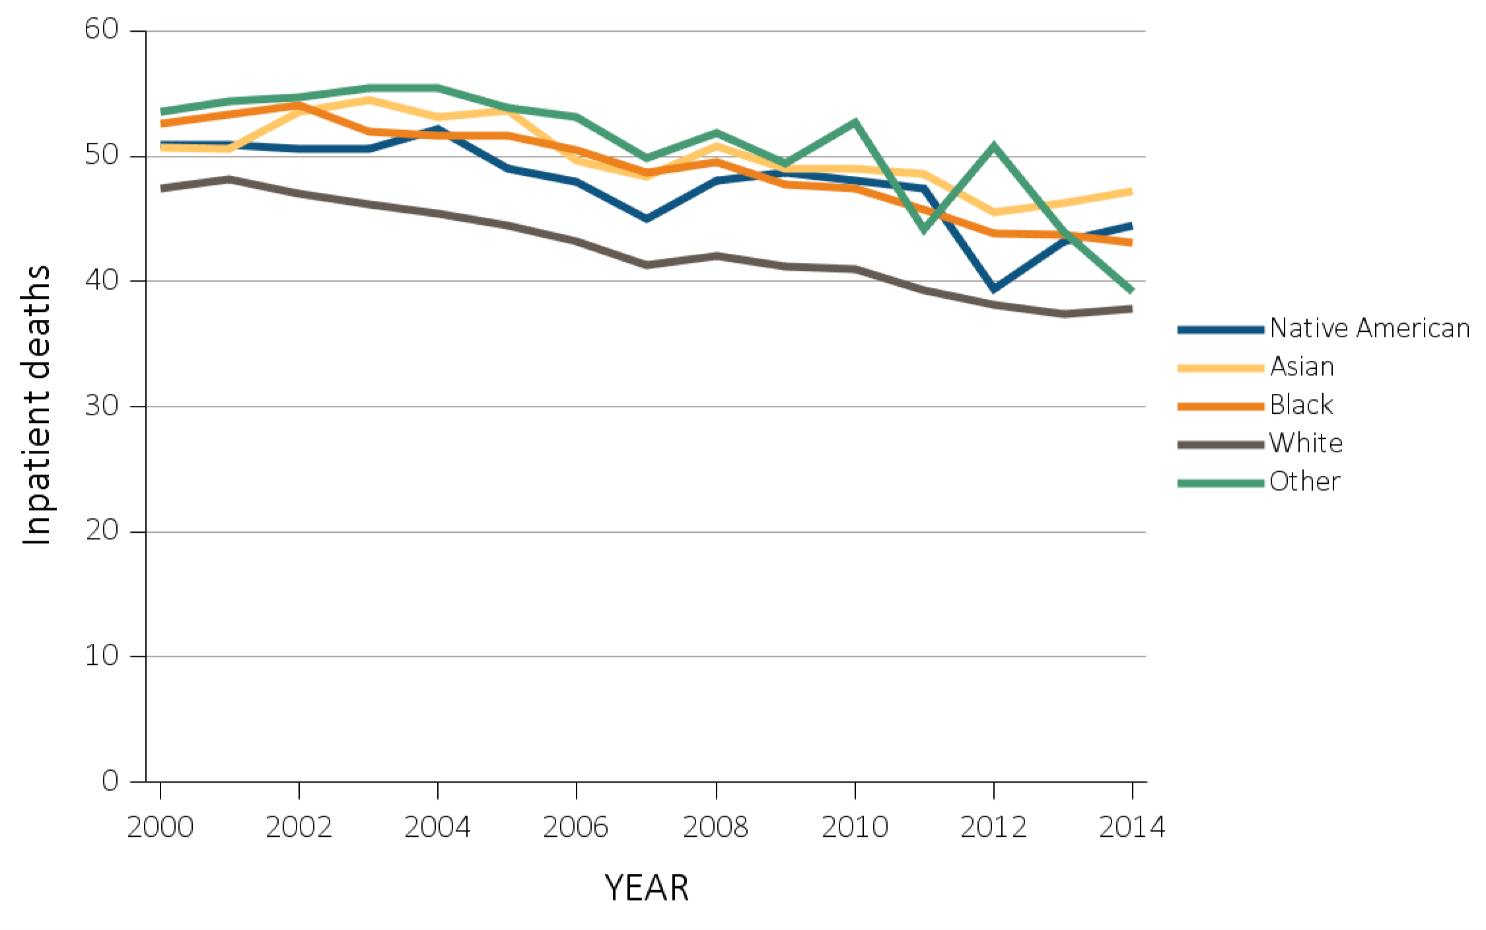 60
50
40
30
20
10
0
Inpatient deaths
2000 2002 2004 2006 2008 2010 2012 2014
YEAR
Native American
Asian
Black
White
Other